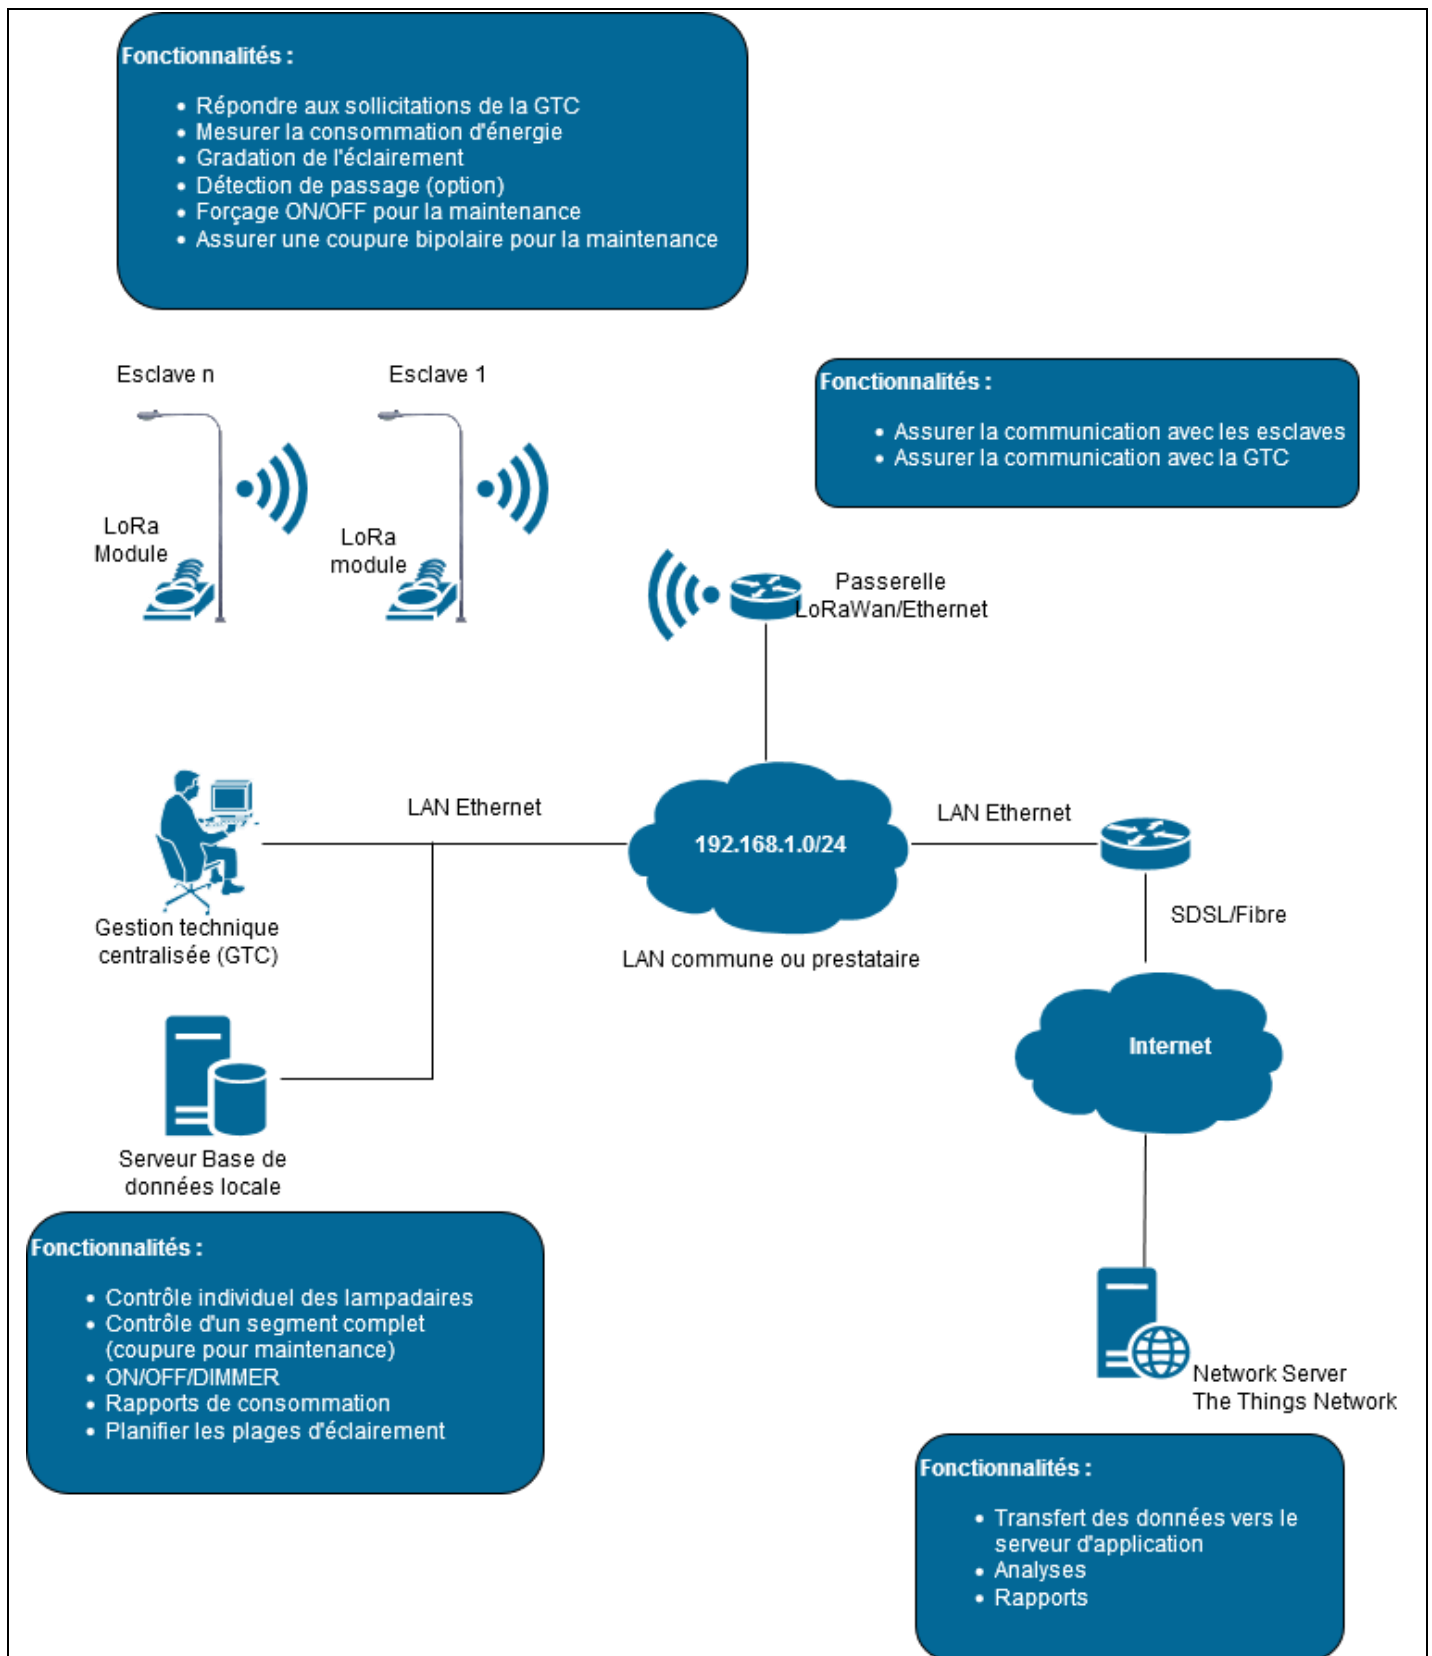 Fonctionnalités :
• Répondre aux sollicitations de la GTC
• Mesurer la consommation d'énergie
• Gradation de l'éclairement
• Détection de passage (option)
• Forçage ON/OFF pour la maintenance
• Assurer une coupure bipolaire pour la maintenance
Esclave n
Esclave 1
LoRa
Module
LoRa
module
Fonctionnalités :
• Assurer la communication avec les esclaves
• Assurer la communication avec la GTC
Passerelle
LoRaWan/Ethernet
LAN Ethernet
192.168.1.0/24
LAN Ethernet
LAN commune ou prestataire
SDSL/Fibre
Gestion technique
centralisée (GTC)
Internet
Serveur Base de
données locale
Fonctionnalités :
• Contrôle individuel des lampadaires
• Contrôle d'un segment complet
(coupure pour maintenance)
• ON/OFF/DIMMER
• Rapports de consommation
• Planifier les plages d'éclairement
Network Server
The Things Network
Fonctionnalités :
• Transfert des données vers le
serveur d'application
• Analyses
• Rapports